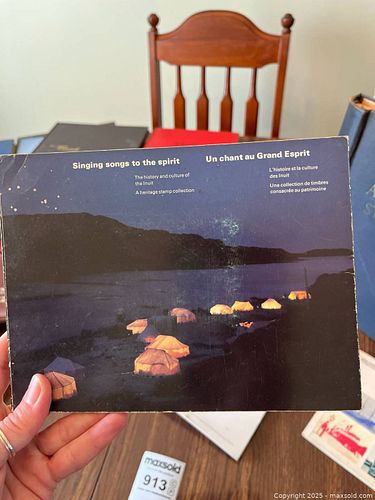 Singing songs to the spirit
The history and culture of
the Inuit
A heritage stamp collection
Un chant au Grand Esprit
L'histoire et la culture
des Inuit
Une collection de timbres
consacrée au patrimoine
maxsold
913
Copyright 2025 - maxsold.com